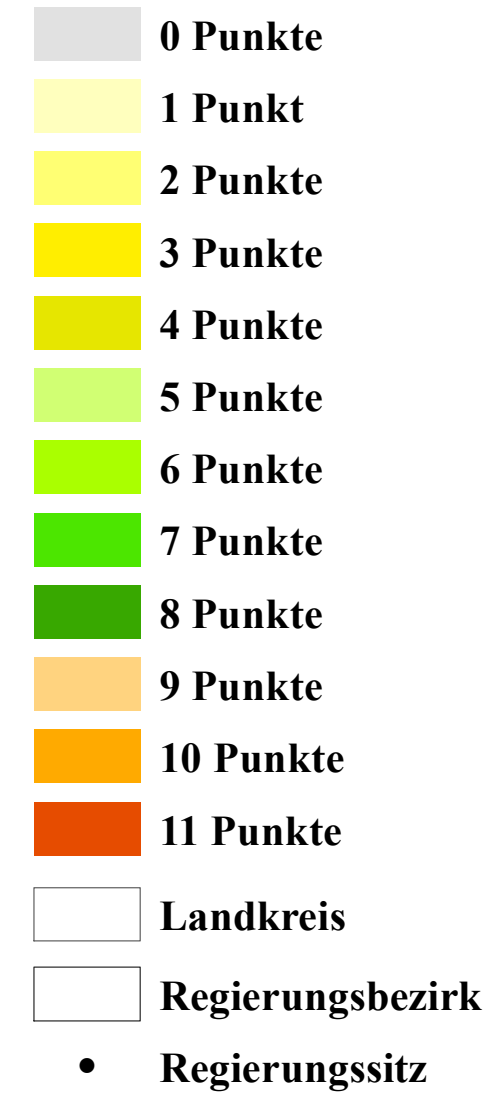 0 Punkte
1 Punkt
2 Punkte
3 Punkte
4 Punkte
5 Punkte
6 Punkte
7 Punkte
8 Punkte
9 Punkte
10 Punkte
11 Punkte
Landkreis
Regierungsbezirk
Regierungssitz